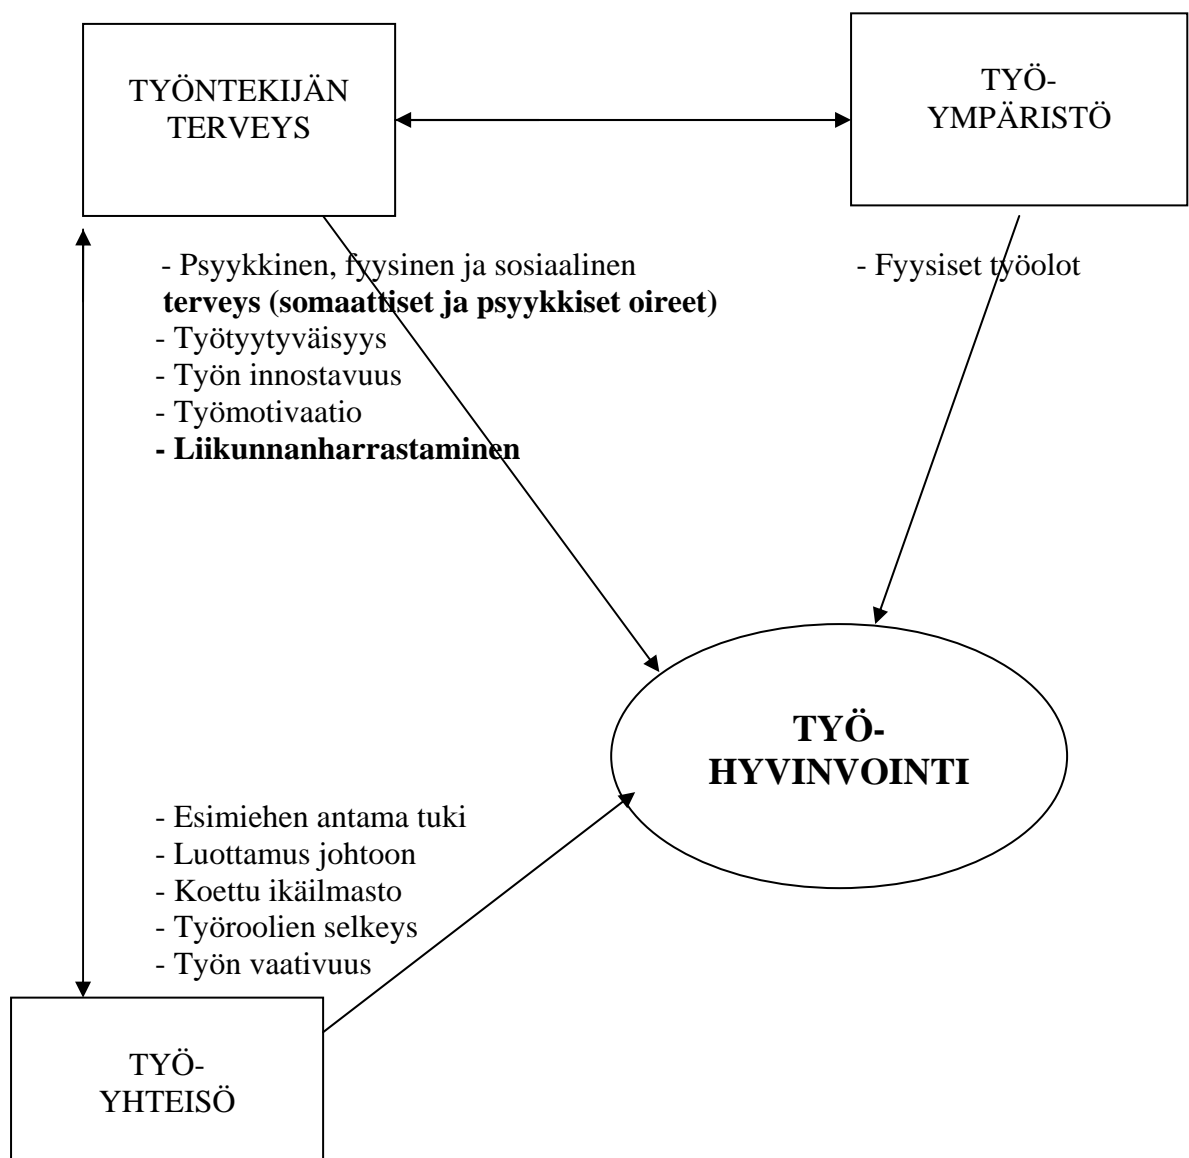 TYÖNTEKIJÄN
TERVEYS
TYÖ-
YMPÄRISTÖ
- Psyykkinen, fyysinen ja sosiaalinen
terveys (somaattiset ja psyykkiset oireet)
- Työtyytyväisyys
- Työn innostavuus
- Työmotivaatio
- Liikunnanharrastaminen
- Fyysiset työolot
TYÖ-
HYVINVOINTI
- Esimiehen antama tuki
- Luottamus johtoon
- Koettu ikäilmasto
- Työroolien selkeys
- Työn vaativuus
TYÖ-
YHTEISÖ